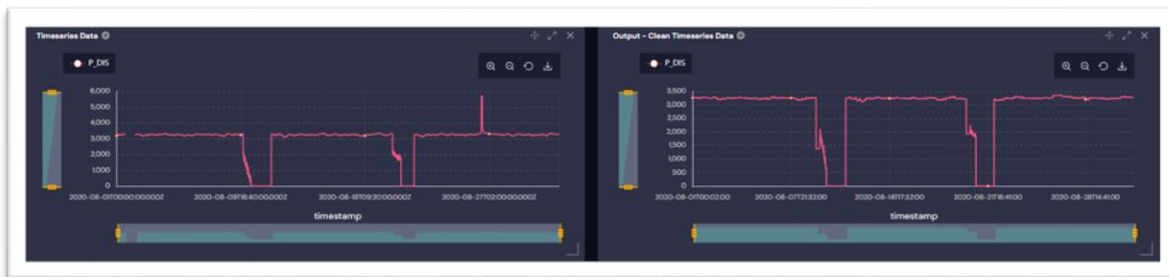 Timeseries Data
P_DIS
6,000
5,000
4,000
3,000
2,000
1,000
0
2020-08-01T00:00:00.000Z 2020-08-09T16:40:00.000Z 2020-08-18T09:20:00.000Z 2020-08-27T02:00:00.000Z
timestamp
Output - Clean Timeseries Data
P_DIS
3,500
3,000
2,500
2,000
1,500
1,000
500
0
2020-08-01T00:02:00 2020-08-07T21:32:00 2020-08-14T17:22:00 2020-08-21T16:41:00 2020-08-28T14:41:00
timestamp